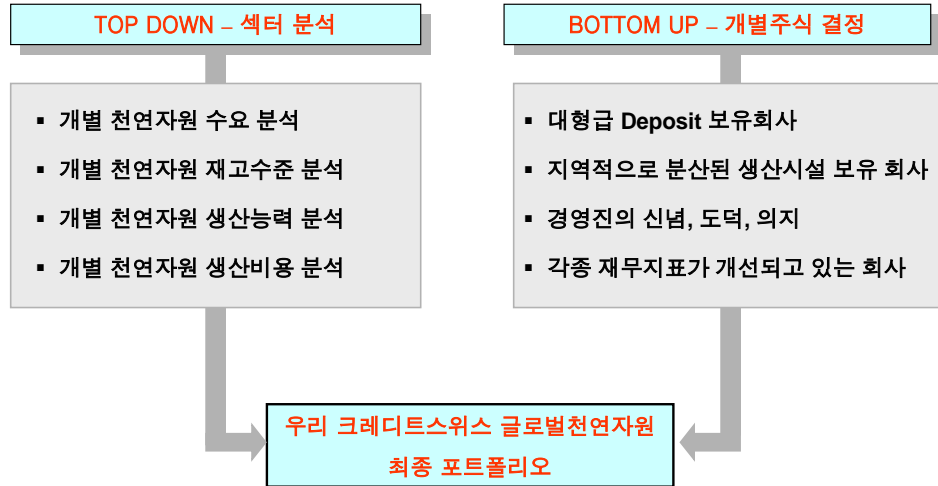 TOP DOWN – 섹터 분석
▪ 개별 천연자원 수요 분석
▪ 개별 천연자원 재고수준 분석
▪ 개별 천연자원 생산능력 분석
▪ 개별 천연자원 생산비용 분석
BOTTOM UP – 개별주식 결정
▪ 대형급 Deposit 보유회사
▪ 지역적으로 분산된 생산시설 보유 회사
▪ 경영진의 신념, 도덕, 의지
▪ 각종 재무지표가 개선되고 있는 회사
우리 크레디트스위스 글로벌천연자원
최종 포트폴리오